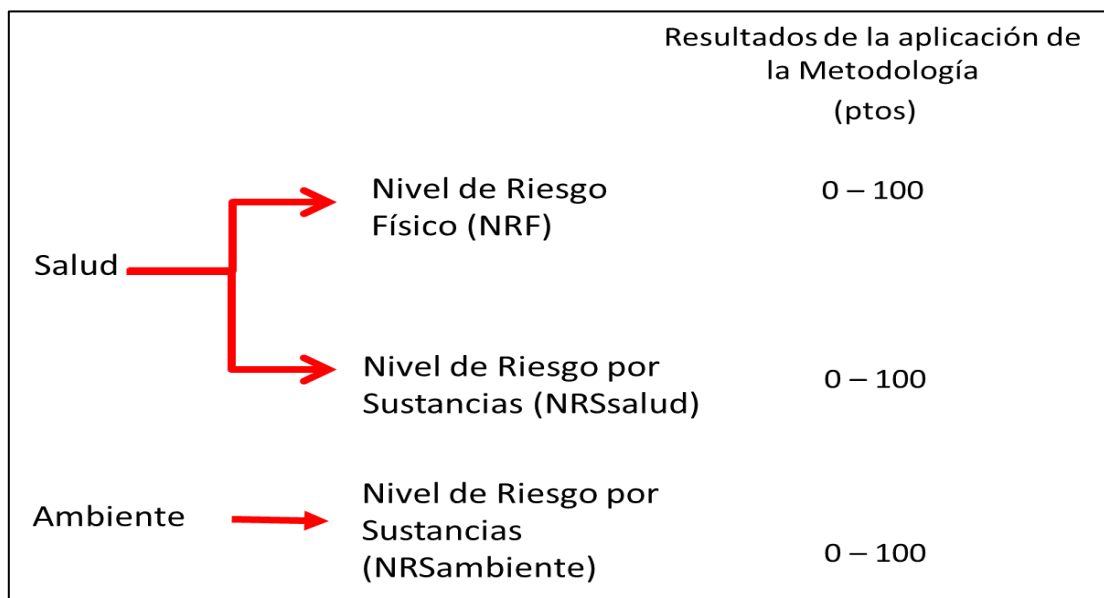 Resultados de la aplicación de
la Metodología
(ptos)
Salud
Nivel de Riesgo
Físico (NRF)
0 – 100
Nivel de Riesgo por
Sustancias (NRSsalud)
0 – 100
Ambiente
Nivel de Riesgo por
Sustancias
(NRSambiente)
0 – 100